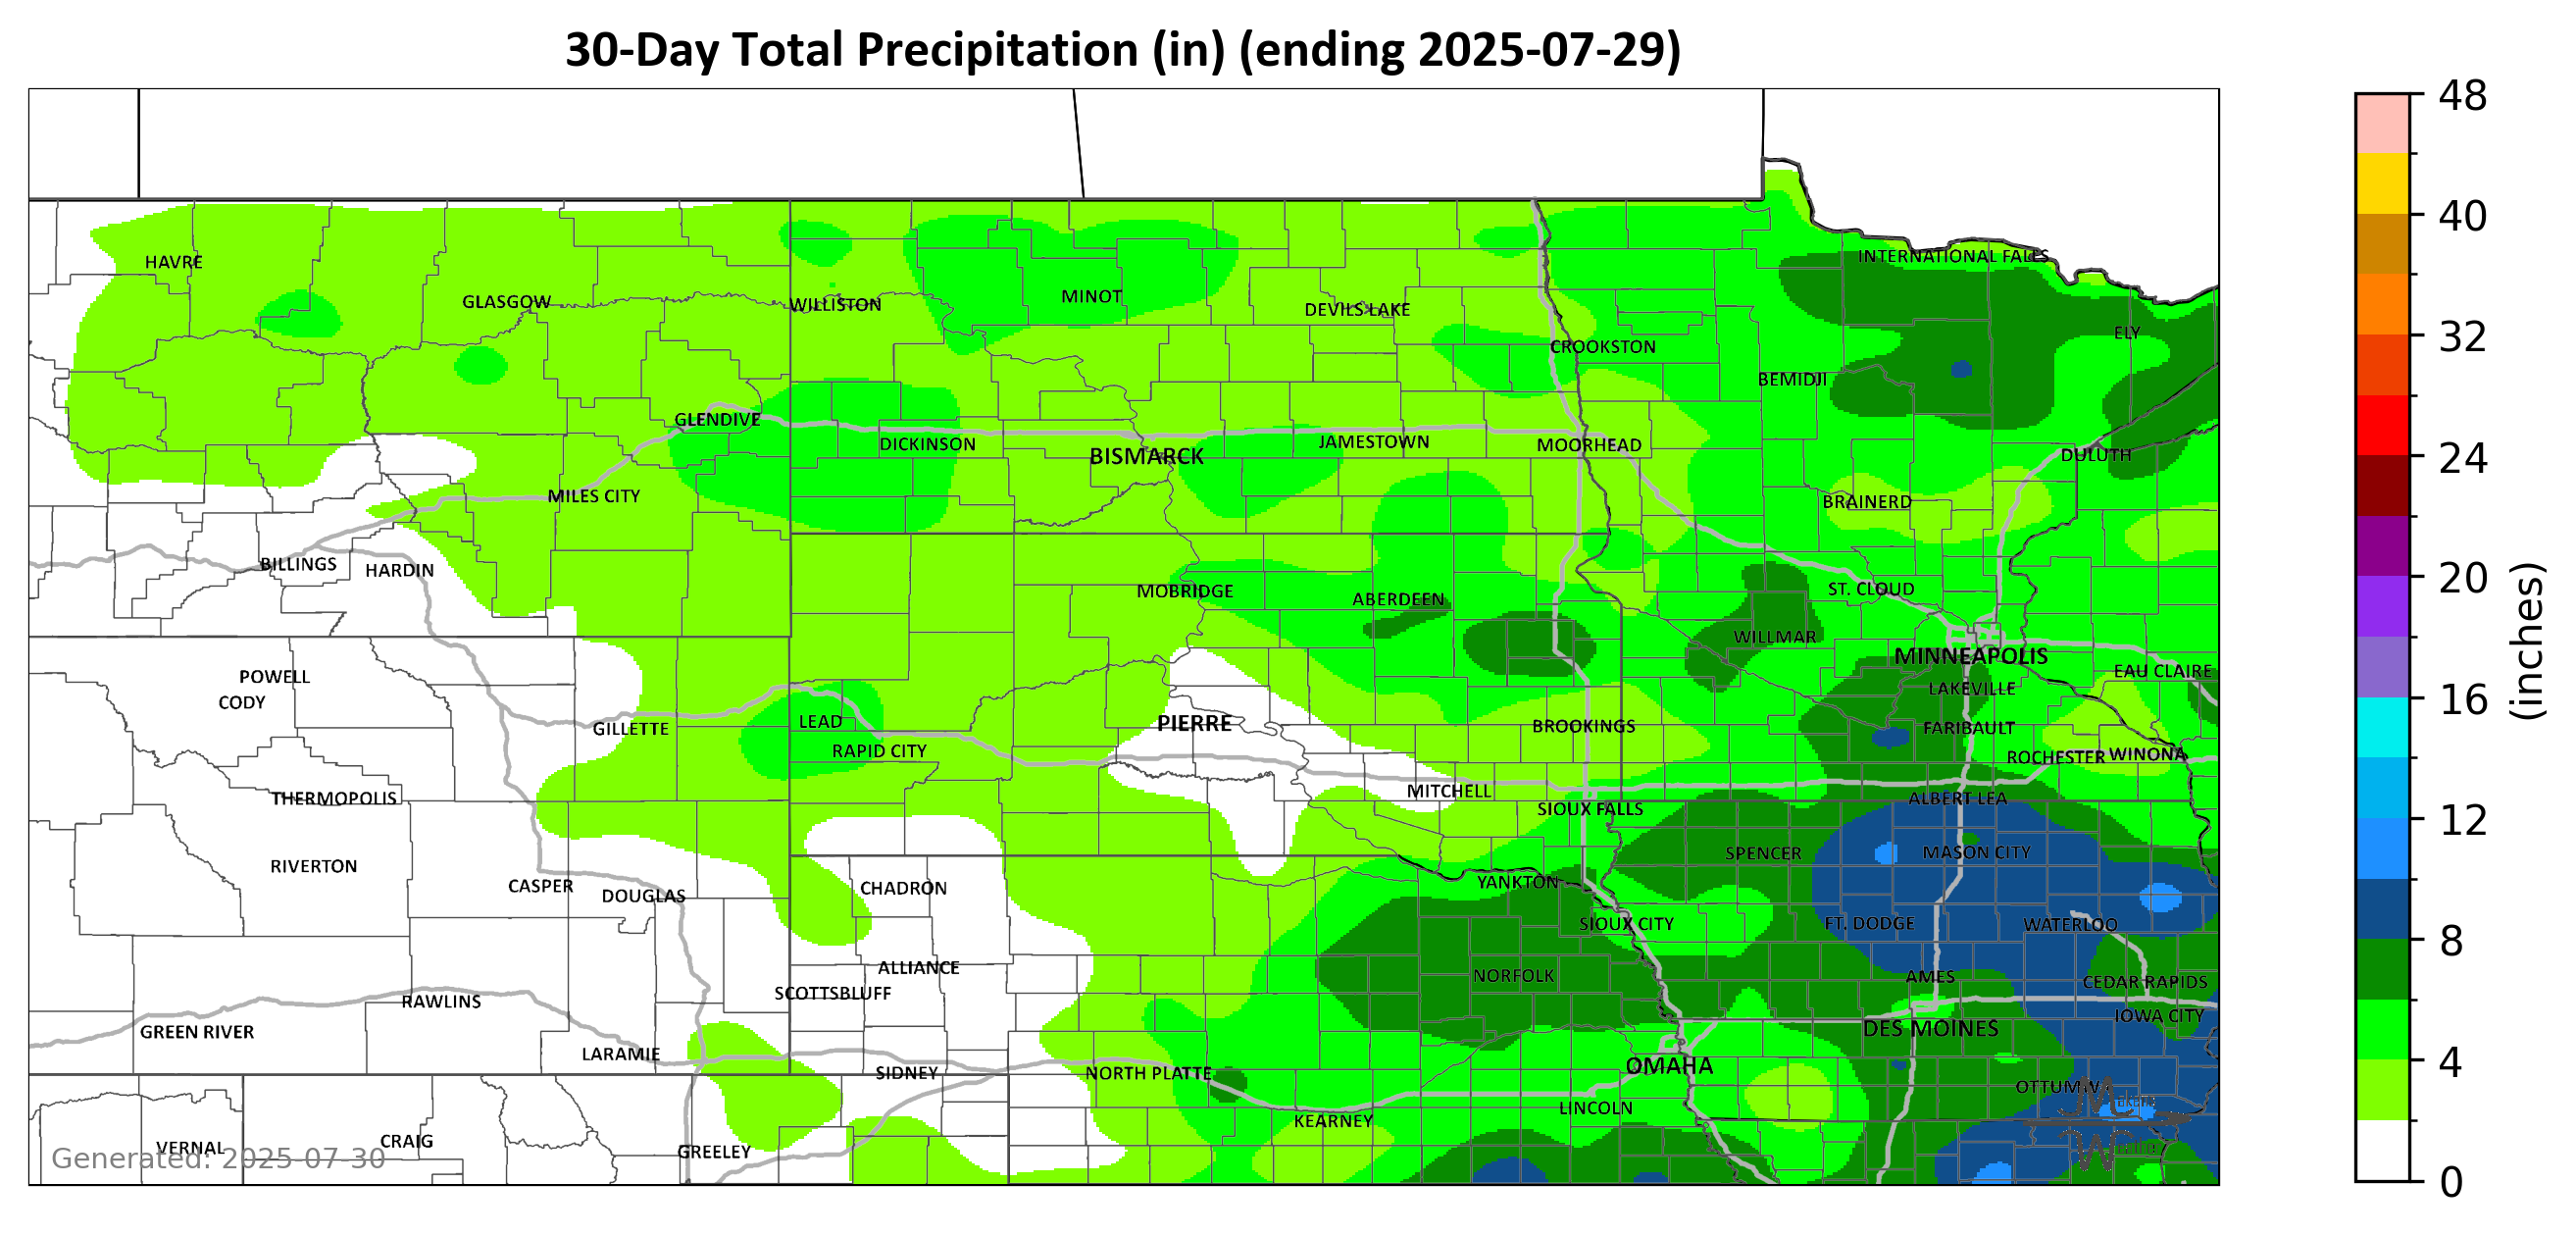 30-Day Total Precipitation (in) (ending 2025-07-29)
48
40
32
24
20
16
12
8
4
0
(inches)
INTERNATIONAL FALLS
HAVRE
GLASGOW
WILLISTON
MINOT
DEVILS LAKE
ELY
CROOKSTON
BEMIDJI
GLENDIVE
DICKINSON
BISMARCK
JAMESTOWN
MOORHEAD
DULUTH
MILES CITY
BRAINERD
BILLINGS
HARDIN
MOBRIDGE
ABERDEEN
ST. CLOUD
WILLMAR
MINNEAPOLIS
POWELL
EAU CLAIRE
CODY
LAKEVILLE
GILLETTE
LEAD
PIERRE
BROOKINGS
FARIBAULT
RAPID CITY
ROCHESTER
WINONA
THERMOPOLIS
MITCHELL
SIOUX FALLS
ALBERT LEA
RIVERTON
SPENCER
MASON CITY
CASPER
DOUGLAS
CHADRON
YANKTON
SIOUX CITY
FT. DODGE
WATERLOO
ALLIANCE
NORFOLK
AMES
CEDAR RAPIDS
SCOTTSBLUFF
RAWLINS
IOWA CITY
GREEN RIVER
DES MOINES
LARAMIE
SIDNEY
NORTH PLATTE
OMAHA
LINCOLN
KEARNEY
VERNAL
CRAIG
GREELEY
Generated: 2025-07-30